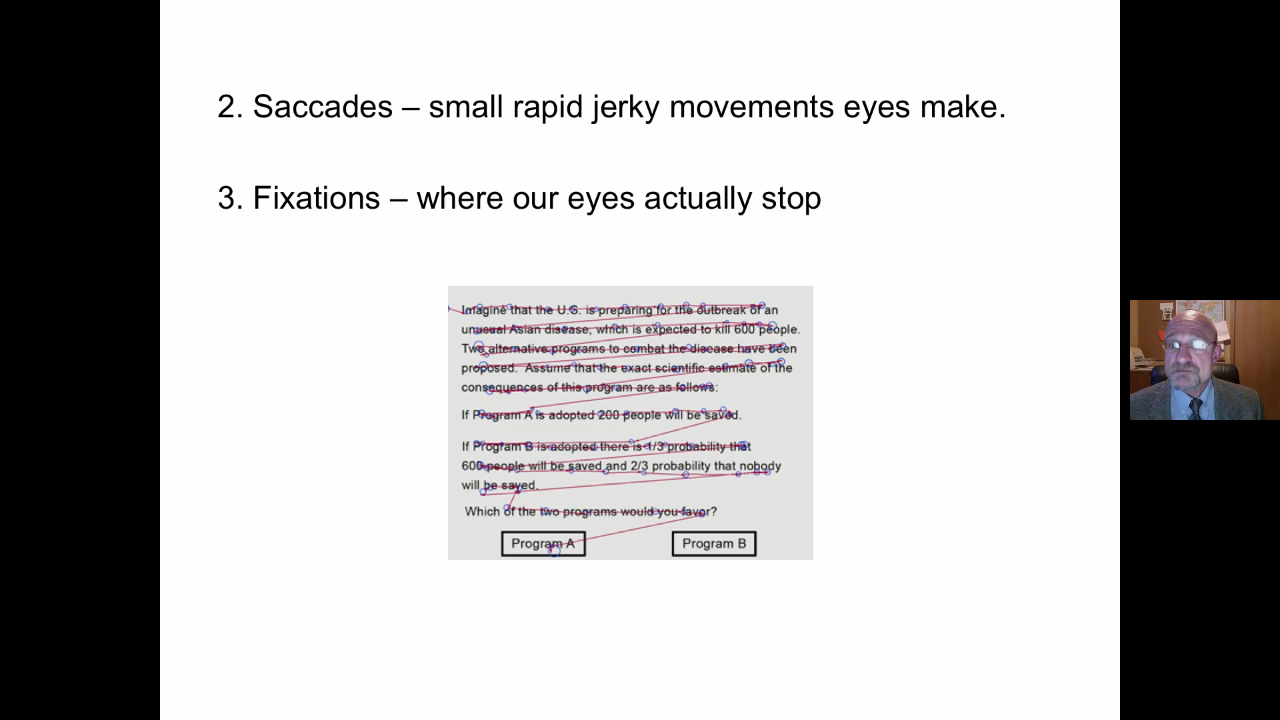 2. Saccades – small rapid jerky movements eyes make.
3. Fixations – where our eyes actually stop
Imagine that the U.S. is preparing for the outbreak of an
unusual Asian disease, which is expected to kill 600 people.
Two alternative programs to combat the disease have been
proposed. Assume that the exact scientific estimate of the
consequences of this program are as follows:
If Program A is adopted 200 people will be saved.
If Program B is adopted there is 1/3 probability that
600 people will be saved and 2/3 probability that nobody
will be saved.
Which of the two programs would you favor?
Program A
Program B